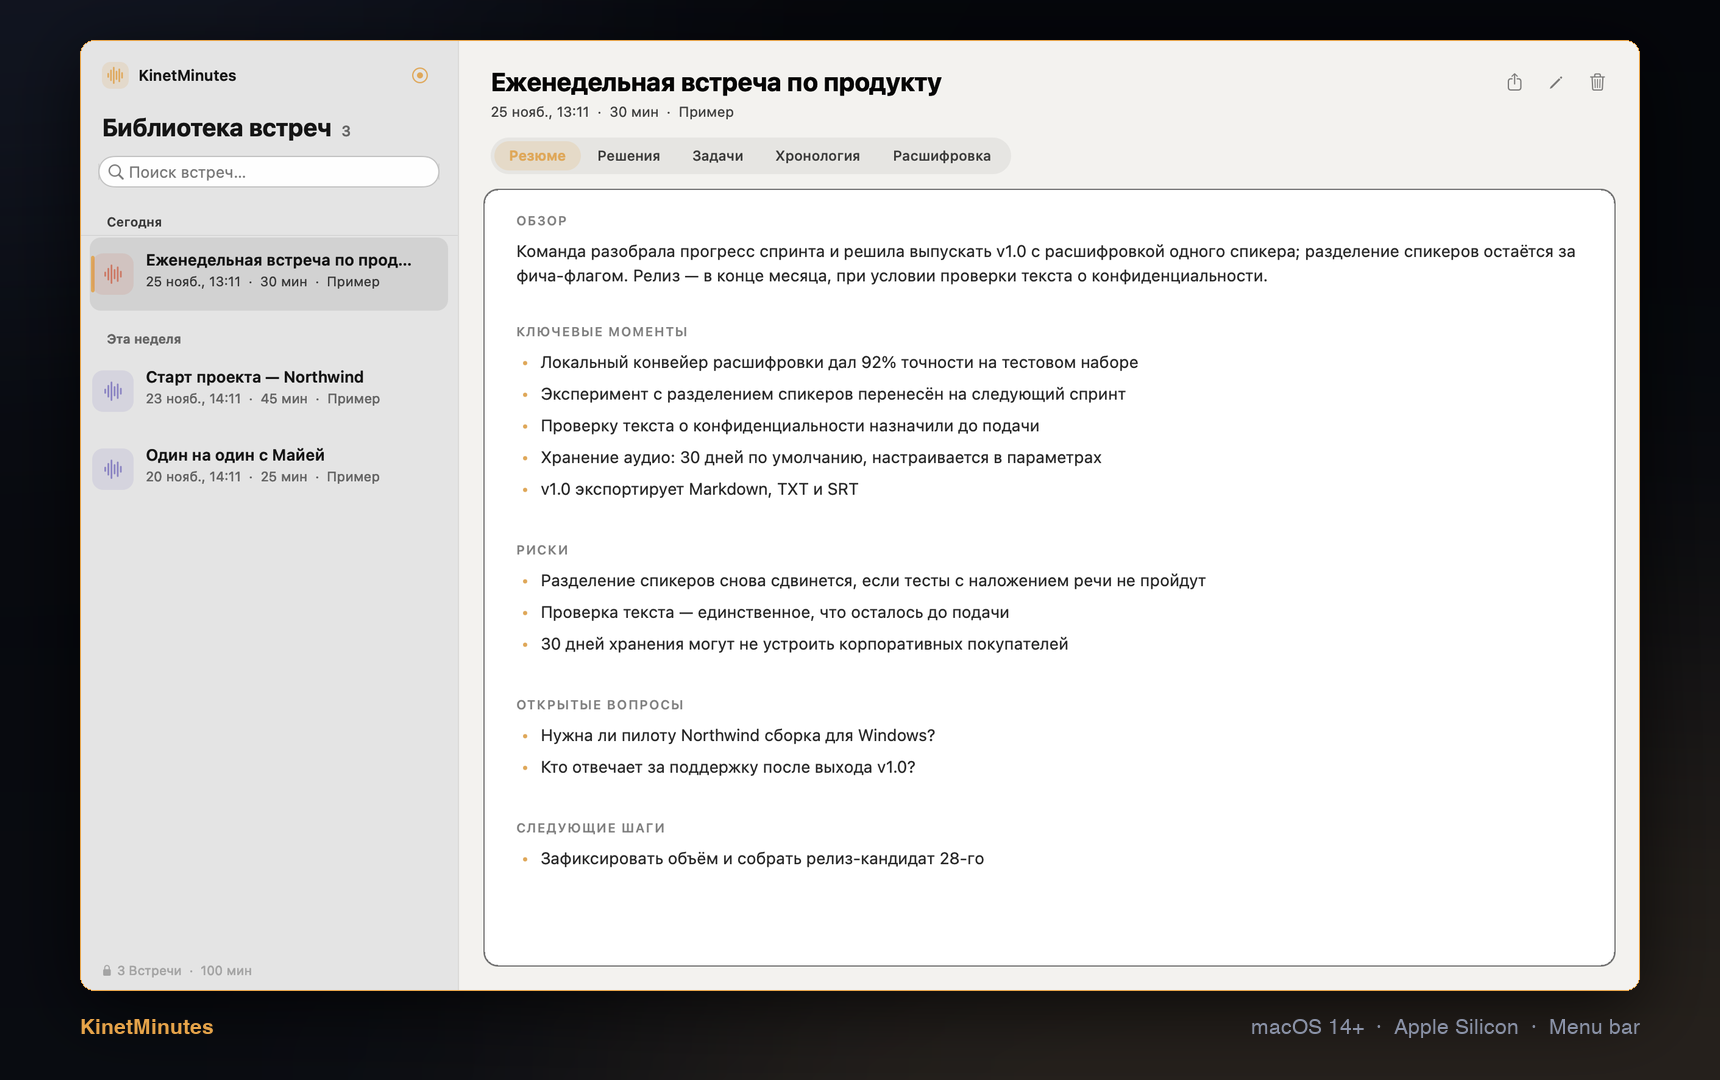 KinetMinutes
Библиотека встреч 3
Поиск встреч...
Сегодня
Еженедельная встреча по прод...
25 нояб., 13:11 · 30 мин · Пример
Эта неделя
Старт проекта — Northwind
23 нояб., 14:11 · 45 мин · Пример
Один на один с Майей
20 нояб., 14:11 · 25 мин · Пример
3 Встречи · 100 мин
Еженедельная встреча по продукту
25 нояб., 13:11 · 30 мин · Пример
Резюме Решения Задачи Хронология Расшифровка
ОБЗОР
Команда разобрала прогресс спринта и решила выпускать v1.0 с расшифровкой одного спикера; разделение спикеров остаётся за
фича-флагом. Релиз — в конце месяца, при условии проверки текста о конфиденциальности.
КЛЮЧЕВЫЕ МОМЕНТЫ
• Локальный конвейер расшифровки дал 92% точности на тестовом наборе
• Эксперимент с разделением спикеров перенесён на следующий спринт
• Проверку текста о конфиденциальности назначили до подачи
• Хранение аудио: 30 дней по умолчанию, настраивается в параметрах
• v1.0 экспортирует Markdown, TXT и SRT
РИСКИ
• Разделение спикеров снова сдвинется, если тесты с наложением речи не пройдут
• Проверка текста — единственное, что осталось до подачи
• 30 дней хранения могут не устроить корпоративных покупателей
ОТКРЫТЫЕ ВОПРОСЫ
• Нужна ли пилоту Northwind сборка для Windows?
• Кто отвечает за поддержку после выхода v1.0?
СЛЕДУЮЩИЕ ШАГИ
• Зафиксировать объём и собрать релиз-кандидат 28-го
KinetMinutes
macOS 14+ · Apple Silicon · Menu bar